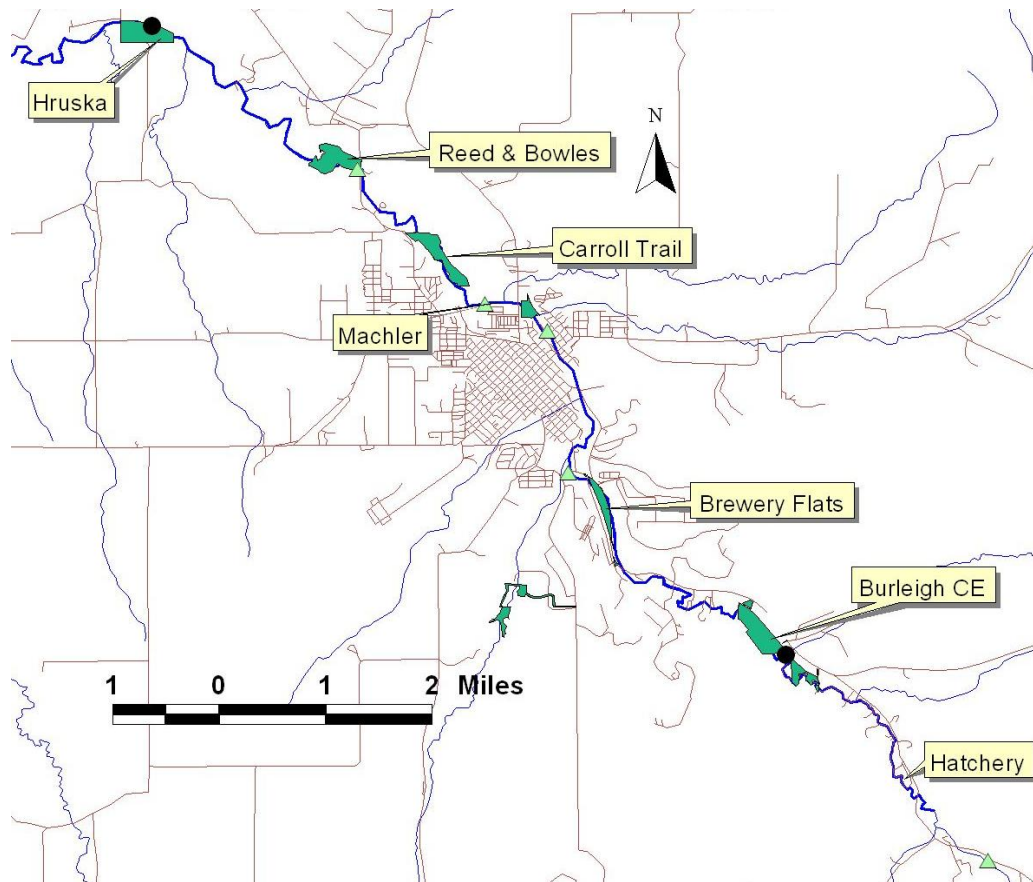 Hruska
Reed & Bowles
N
Carroll Trail
Machler
Brewery Flats
Burleigh CE
1 0 1 2 Miles
Hatchery